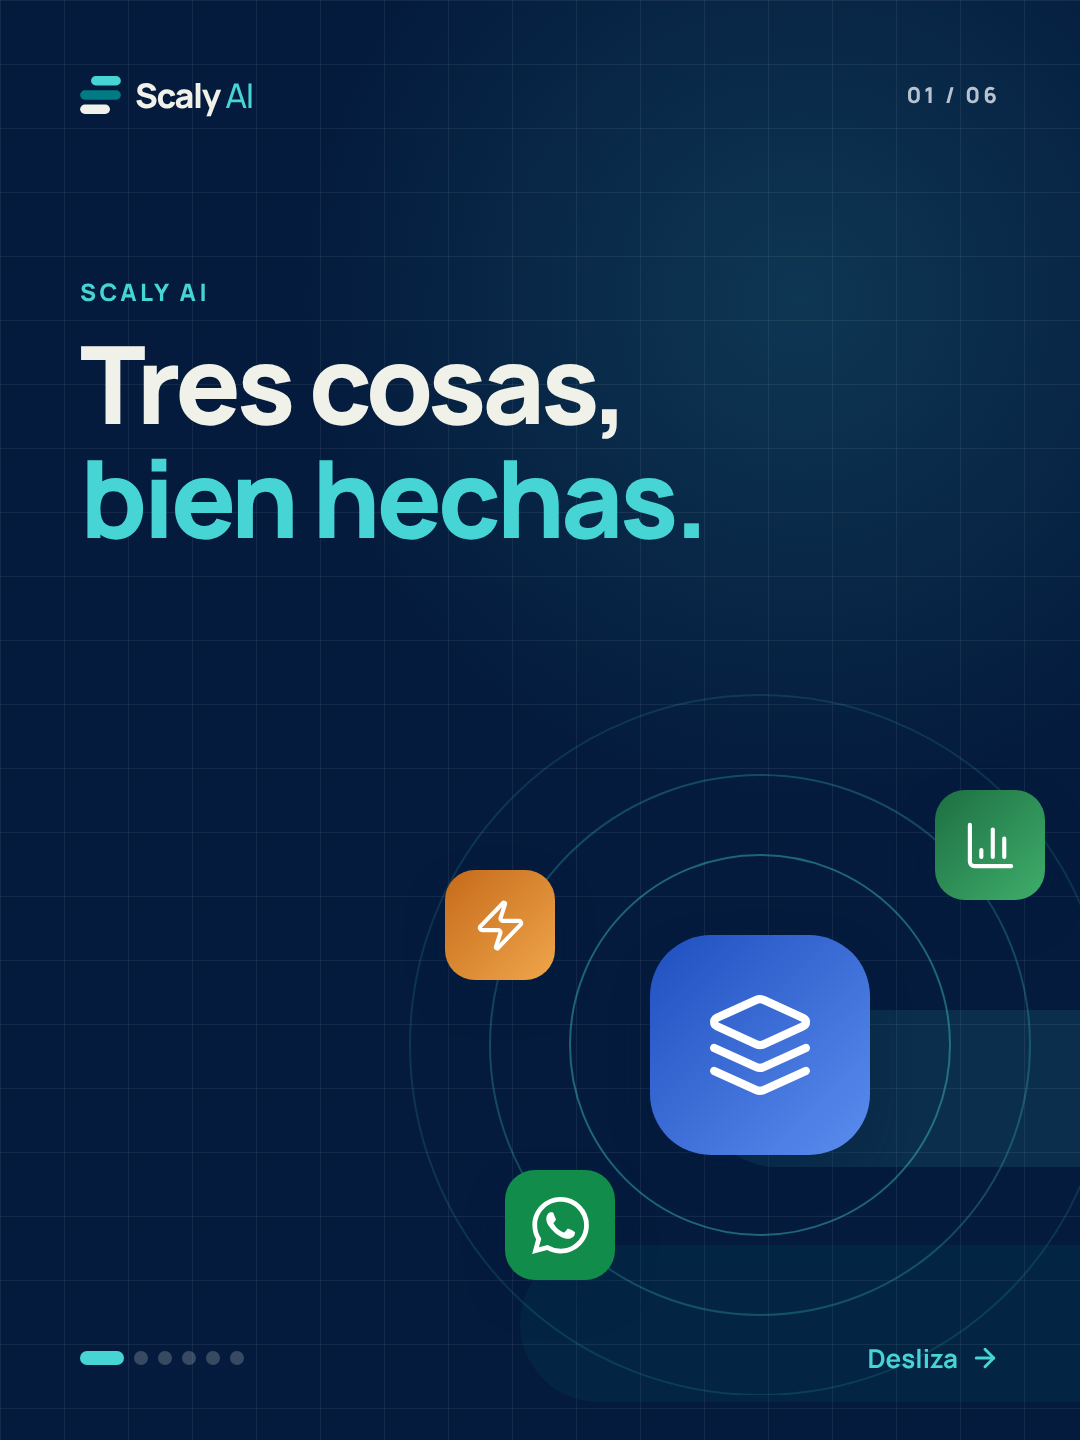 Scaly AI
01 / 06
SCALY AI
Tres cosas,
bien hechas.
Desliza →